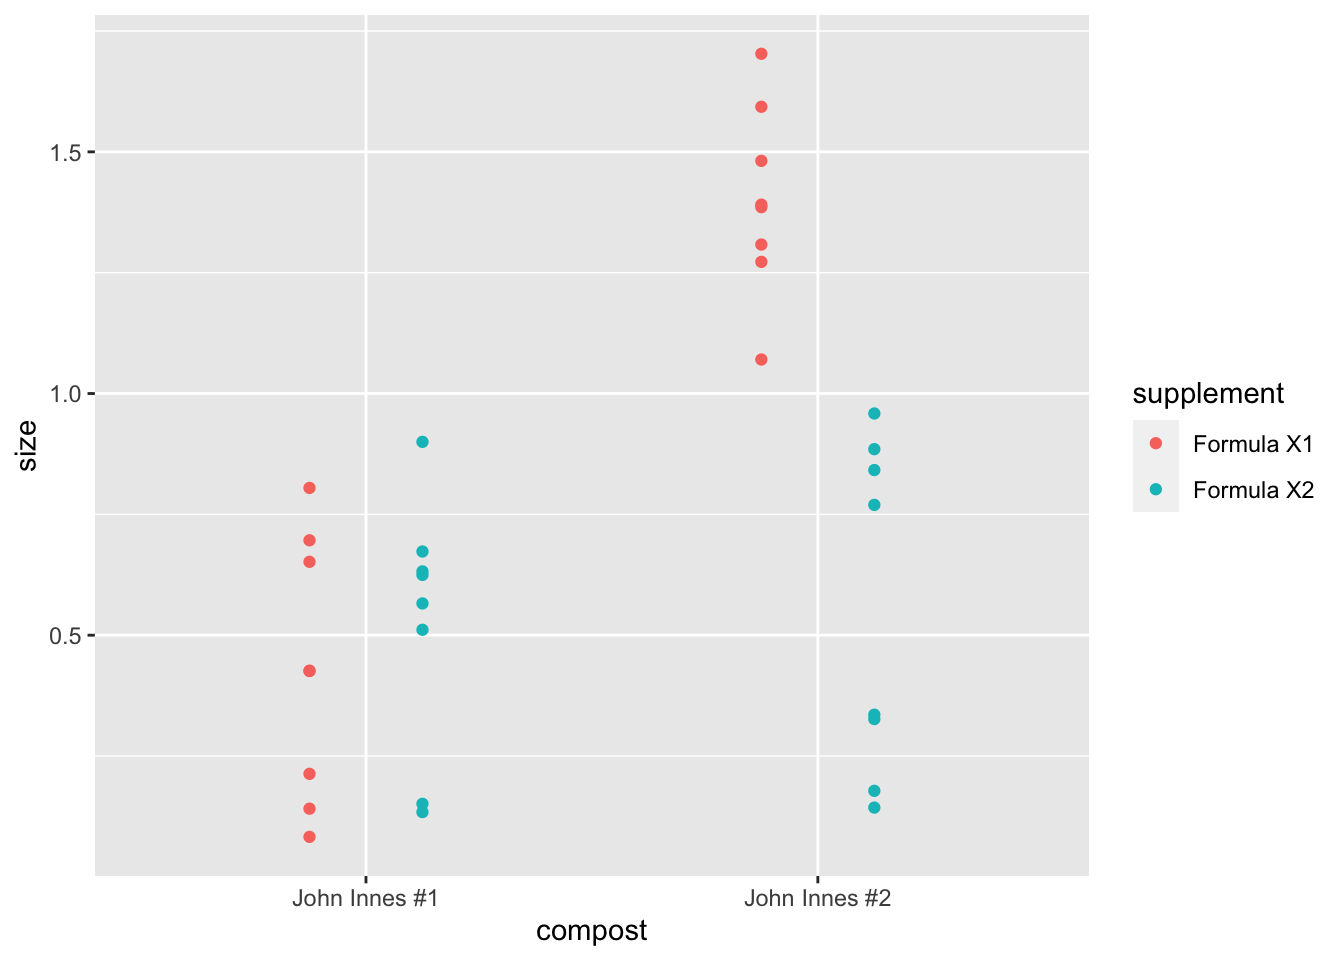 1.5
1.0
0.5
size
John Innes #1
John Innes #2
compost
supplement
Formula X1
Formula X2